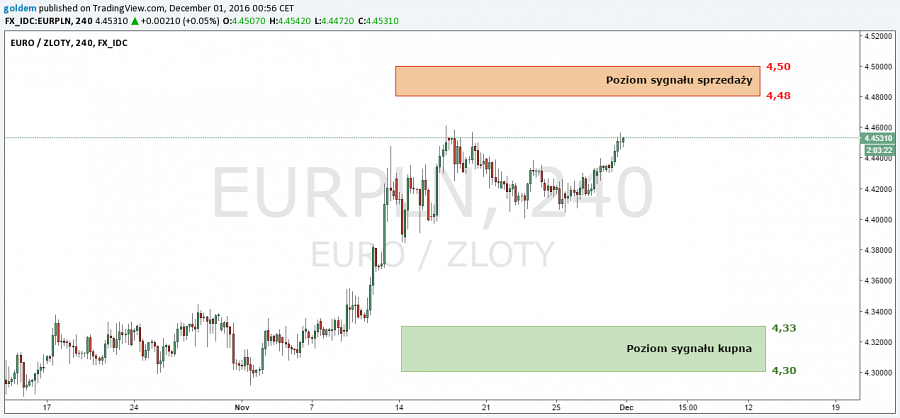 goldem published on TradingView.com, December 01, 2016 00:56 CET
FX_IDC:EURPLN, 240 4.45310 ▲ +0.00210 (+0.05%) O:4.45070 H:4.45420 L:4.44720 C:4.45310
EURO / ZLOTY, 240, FX_IDC
4.52000
4.50000
4,50
Poziom sygnału sprzedaży
4,48
4.48000
4.46000
4.45310
2:03:22
4.44000
4.42000
4.40000
4.38000
4.36000
4.34000
4.32000
4.30000
EURPLN, 240
EURO / ZLOTY
4,33
Poziom sygnału kupna
4,30
17 24 Nov 7 14 21 25 Dec 15:00 12 19